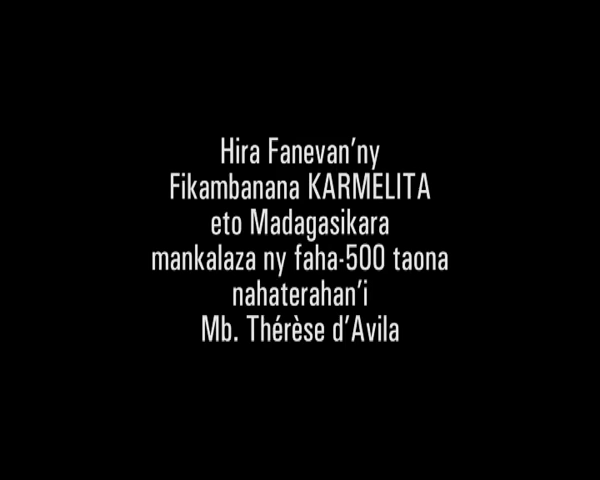 Hira Fanevan'ny
Fikambanana KARMELITA
eto Madagasikara
mankalaza ny faha-500 taona
nahaterahan'i
Mb. Thérèse d'Avila